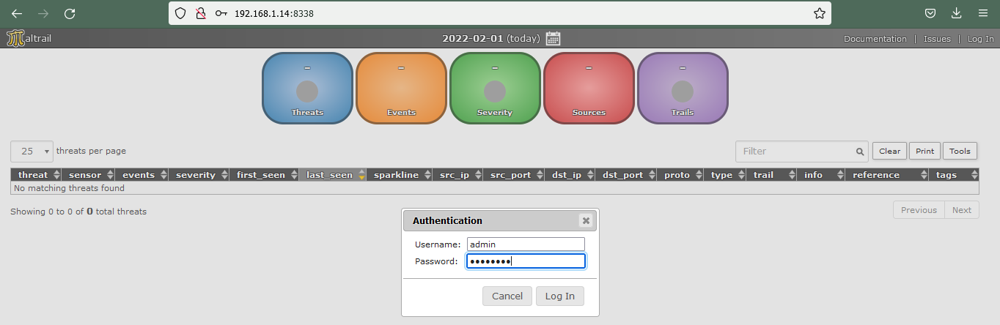 192.168.1.14:8338
altrail
2022-02-01 (today)
Documentation | Issues | Log In
– – – – –
Threats Events Severity Sources Trails
25 threats per page
Filter Clear Print Tools
threat sensor events severity first_seen last_seen sparkline src_ip src_port dst_ip dst_port proto type trail info reference tags
No matching threats found
Showing 0 to 0 of 0 total threats
Previous Next
Authentication
Username: admin
Password: ••••••••
Cancel Log In